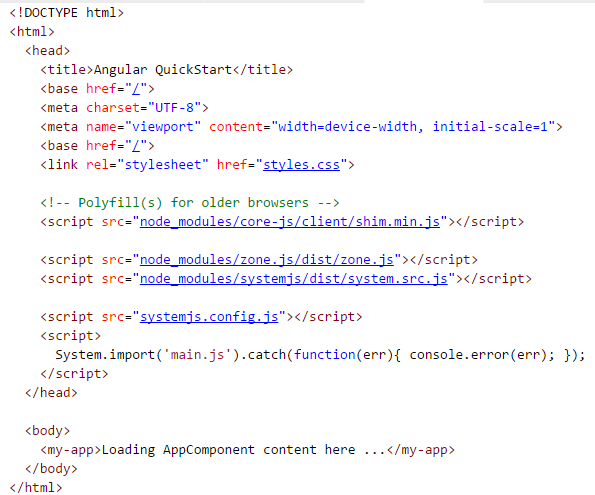 <!DOCTYPE html>
<html>
  <head>
    <title>Angular QuickStart</title>
    <base href="/">
    <meta charset="UTF-8">
    <meta name="viewport" content="width=device-width, initial-scale=1">
    <base href="/">
    <link rel="stylesheet" href="styles.css">

    <!-- Polyfill(s) for older browsers -->
    <script src="node_modules/core-js/client/shim.min.js"></script>

    <script src="node_modules/zone.js/dist/zone.js"></script>
    <script src="node_modules/systemjs/dist/system.src.js"></script>

    <script src="systemjs.config.js"></script>
    <script>
      System.import('main.js').catch(function(err){ console.error(err); });
    </script>
  </head>

  <body>
    <my-app>Loading AppComponent content here ...</my-app>
  </body>
</html>